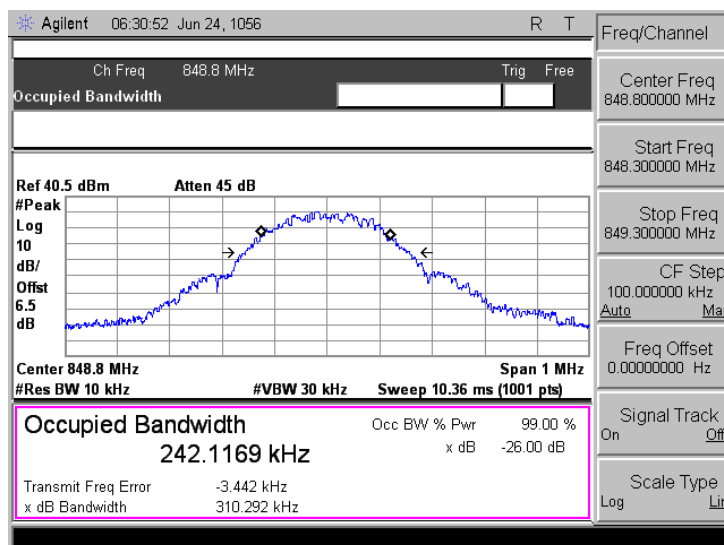 Agilent 06:30:52 Jun 24, 1056 R T
Freq/Channel
Ch Freq 848.8 MHz Trig Free
Occupied Bandwidth
Center Freq
848.800000 MHz
Start Freq
848.300000 MHz
Stop Freq
849.300000 MHz
CF Step
100.000000 kHz
Auto Ma
Freq Offset
0.00000000 Hz
Signal Track
On Off
Scale Type
Log Lin
Ref 40.5 dBm Atten 45 dB
#Peak
Log
10
dB/
Offst
6.5
dB
Center 848.8 MHz Span 1 MHz
#Res BW 10 kHz #VBW 30 kHz Sweep 10.36 ms (1001 pts)
Occupied Bandwidth
242.1169 kHz
Occ BW % Pwr 99.00 %
x dB -26.00 dB
Transmit Freq Error -3.442 kHz
x dB Bandwidth 310.292 kHz